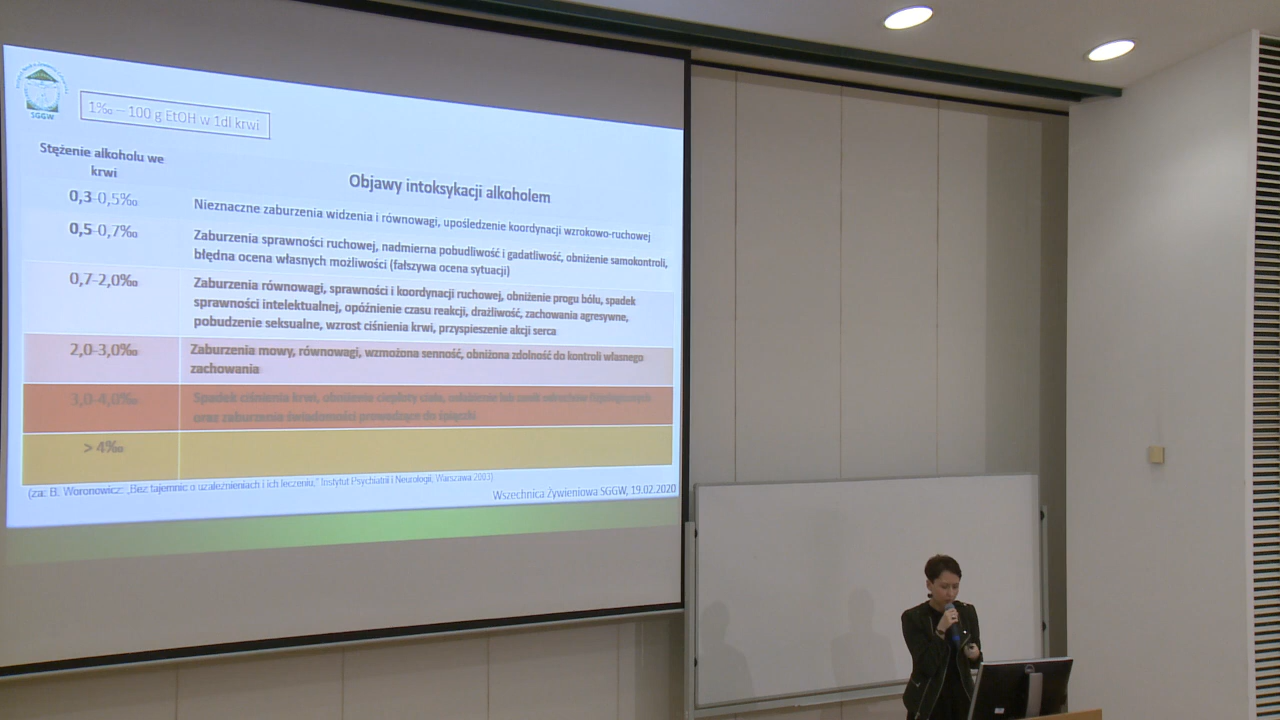 SGGW
1‰ – 100 g EtOH w 1dl krwi
Stężenie alkoholu we
krwi
Objawy intoksykacji alkoholem
0,3-0,5‰
Nieznaczne zaburzenia widzenia i równowagi, upośledzenie koordynacji wzrokowo-ruchowej
0,5-0,7‰
Zaburzenia sprawności ruchowej, nadmierna pobudliwość i gadatliwość, obniżenie samokontroli,
błędna ocena własnych możliwości (fałszywa ocena sytuacji)
0,7-2,0‰
Zaburzenia równowagi, sprawności i koordynacji ruchowej, obniżenie progu bólu, spadek
sprawności intelektualnej, opóźnienie czasu reakcji, drażliwość, zachowania agresywne,
pobudzenie seksualne, wzrost ciśnienia krwi, przyspieszenie akcji serca
2,0-3,0‰
Zaburzenia mowy, równowagi, wzmożona senność, obniżona zdolność do kontroli własnego
zachowania
3,0-4,0‰
Spadek ciśnienia krwi, obniżenie ciepłoty ciała, osłabienie lub zanik odruchów fizjologicznych
oraz zaburzenia świadomości prowadzące do śpiączki
> 4‰
(za: B. Woronowicz: „Bez tajemnic o uzależnieniach i ich leczeniu," Instytut Psychiatrii i Neurologii, Warszawa 2003)
Wszechnica Żywieniowa SGGW, 19.02.2020